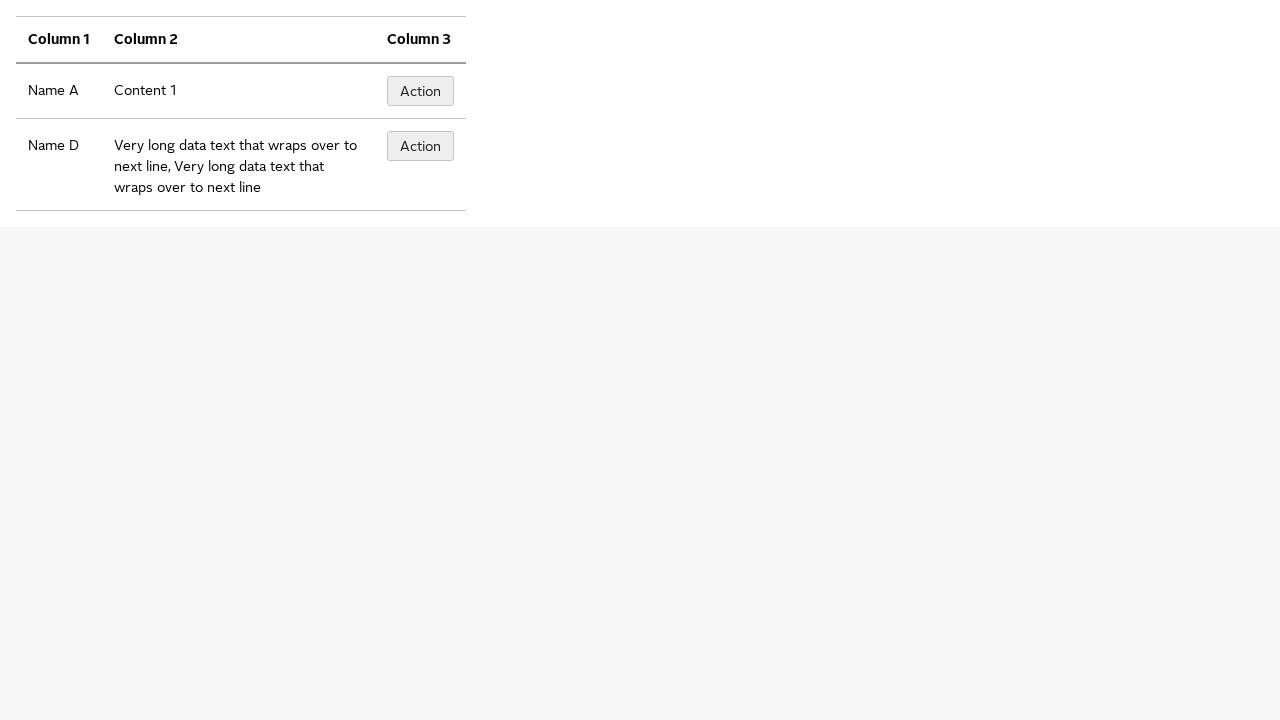 Column 1 Column 2 Column 3
Name A Content 1 Action
Name D Very long data text that wraps over to Action
next line, Very long data text that
wraps over to next line